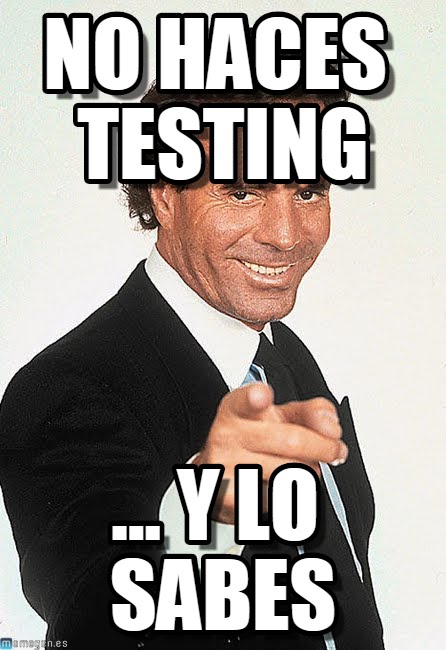 NO HACES
TESTING
... Y LO
SABES
memegen.es